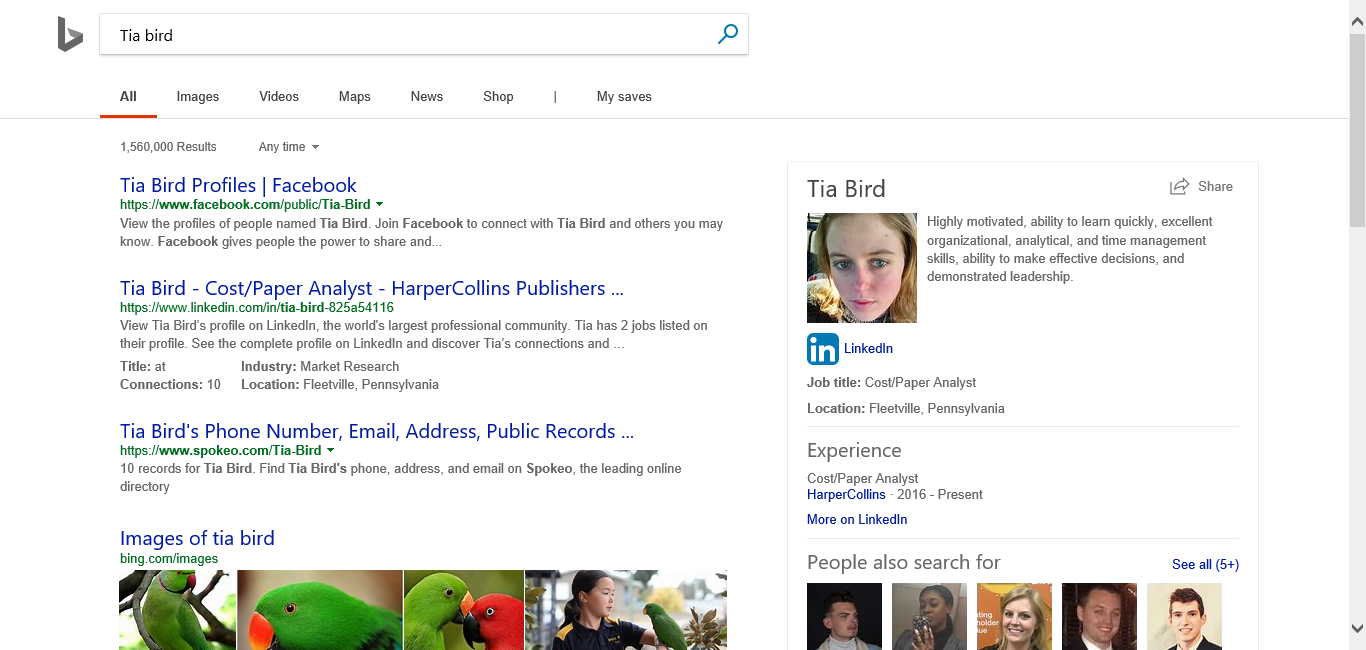 Tia bird
All Images Videos Maps News Shop | My saves
1,560,000 Results Any time
Tia Bird Profiles | Facebook
https://www.facebook.com/public/Tia-Bird
View the profiles of people named Tia Bird. Join Facebook to connect with Tia Bird and others you may
know. Facebook gives people the power to share and...
Tia Bird - Cost/Paper Analyst - HarperCollins Publishers ...
https://www.linkedin.com/in/tia-bird-825a54116
View Tia Bird's profile on LinkedIn, the world's largest professional community. Tia has 2 jobs listed on
their profile. See the complete profile on LinkedIn and discover Tia's connections and ...
Title: at Industry: Market Research
Connections: 10 Location: Fleetville, Pennsylvania
Tia Bird's Phone Number, Email, Address, Public Records ...
https://www.spokeo.com/Tia-Bird
10 records for Tia Bird. Find Tia Bird's phone, address, and email on Spokeo, the leading online
directory
Images of tia bird
bing.com/images
Tia Bird
Share
Highly motivated, ability to learn quickly, excellent
organizational, analytical, and time management
skills, ability to make effective decisions, and
demonstrated leadership.
in LinkedIn
Job title: Cost/Paper Analyst
Location: Fleetville, Pennsylvania
Experience
Cost/Paper Analyst
HarperCollins · 2016 - Present
More on LinkedIn
People also search for
See all (5+)